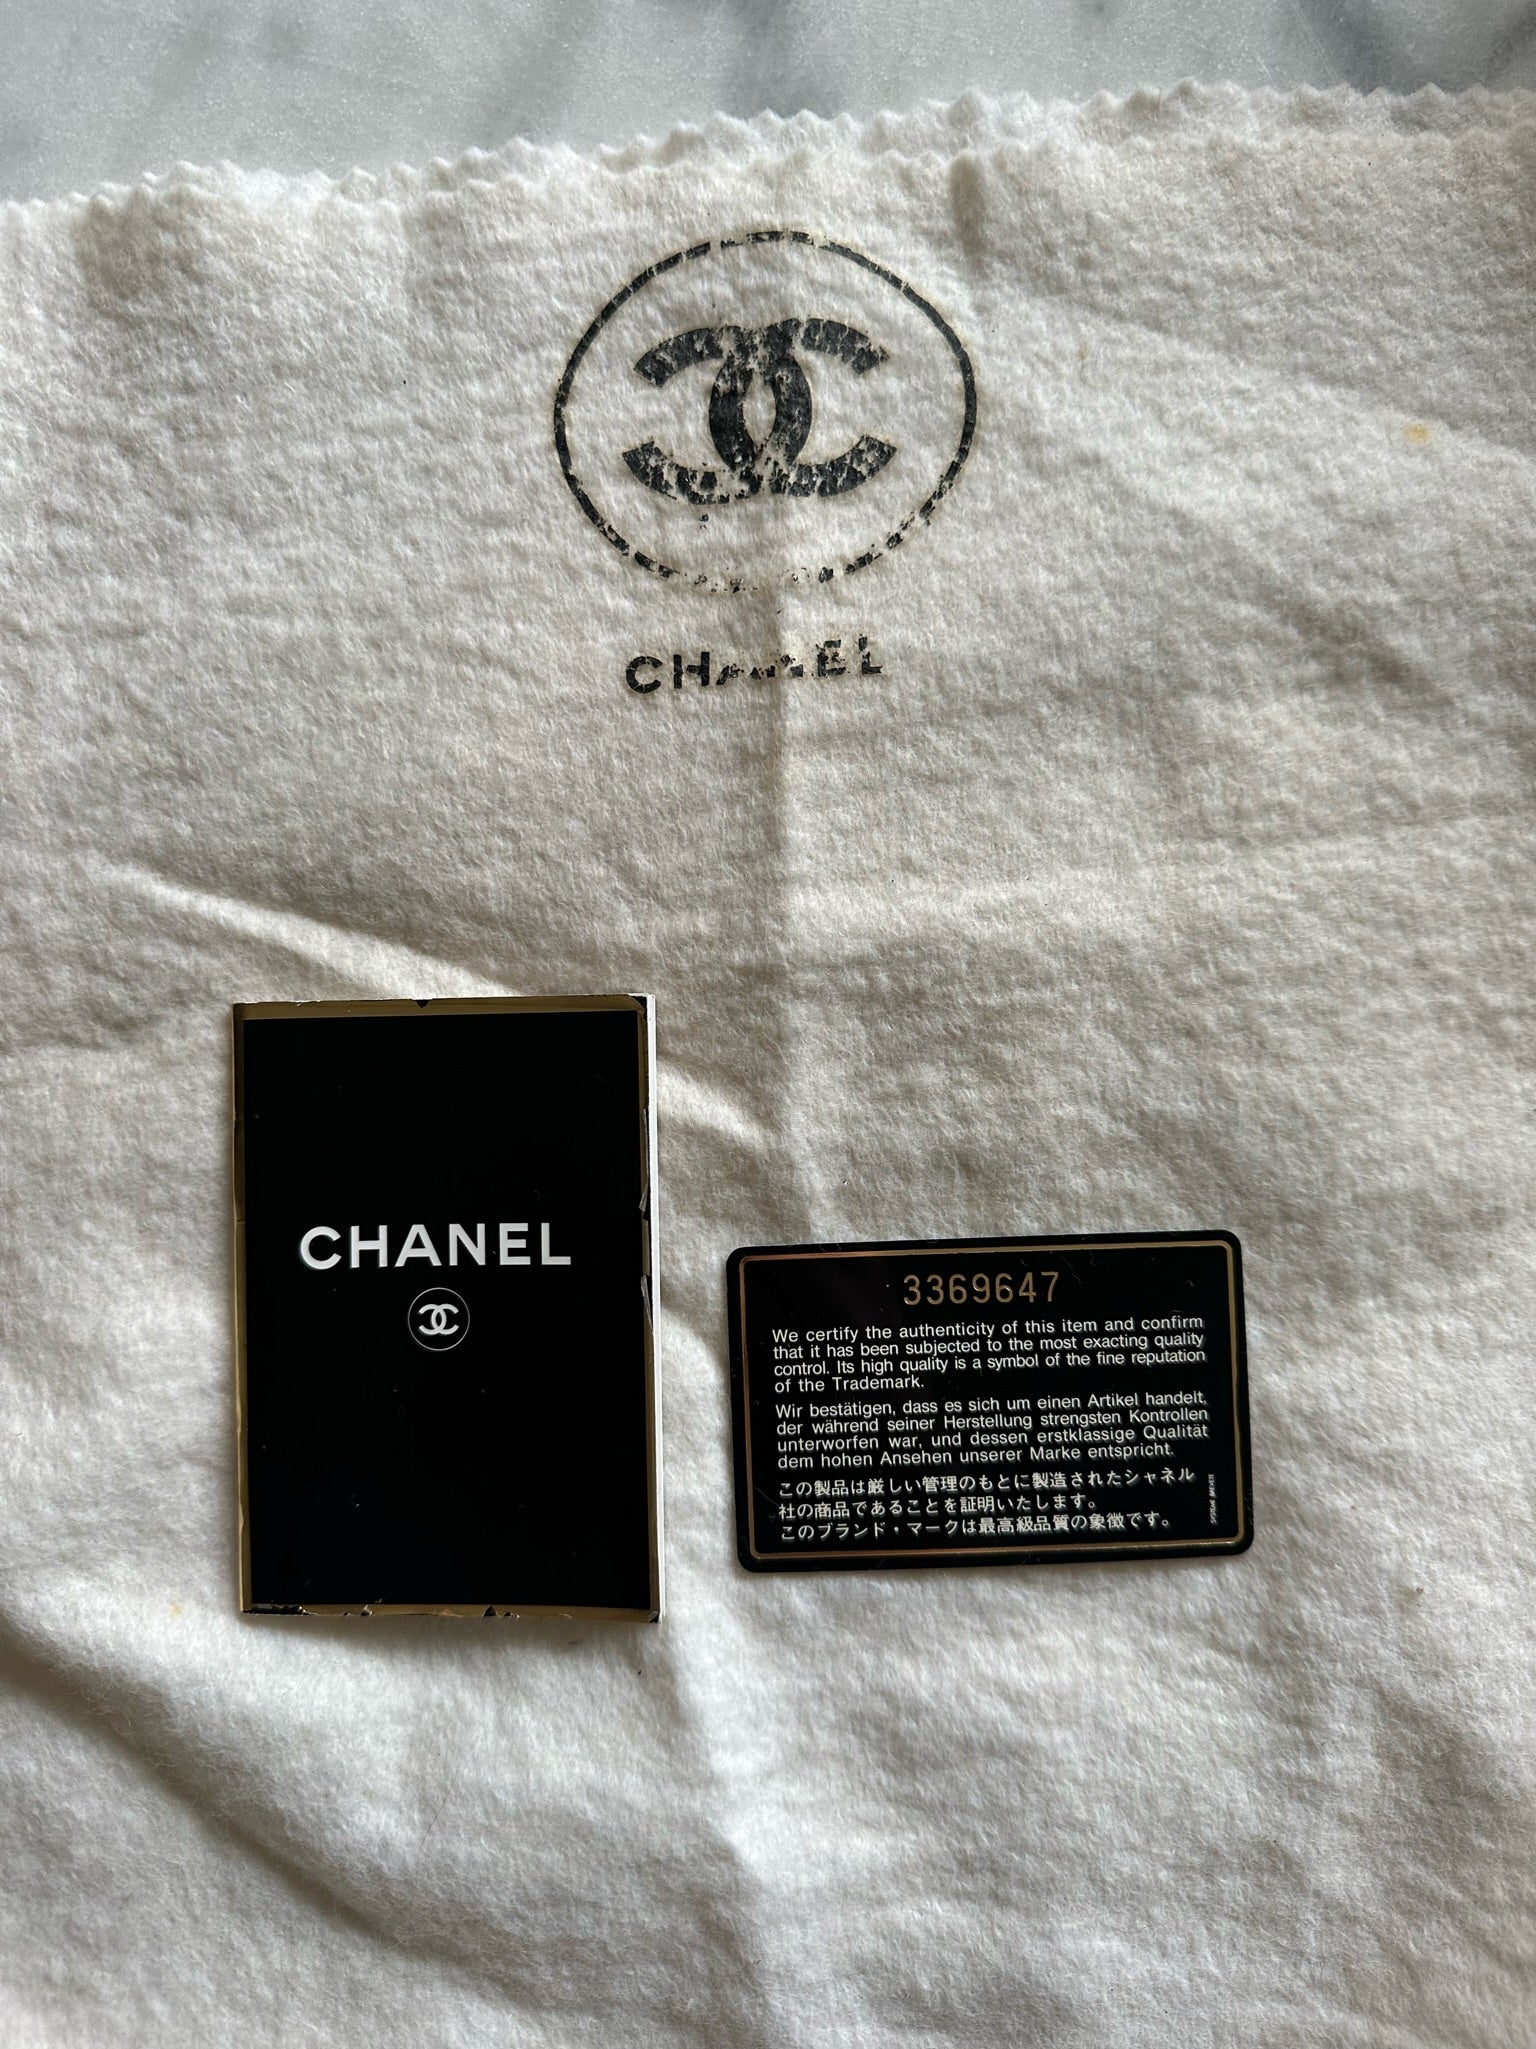 CHANEL
CHANEL
3369647
We certify the authenticity of this item and confirm
that it has been subjected to the most exacting quality
control. Its high quality is a symbol of the fine reputation
of the Trademark.
Wir bestätigen, dass es sich um einen Artikel handelt,
der während seiner Herstellung strengsten Kontrollen
unterworfen war, und dessen erstklassige Qualität
dem hohen Ansehen unserer Marke entspricht.
この製品は厳しい管理のもとに製造されたシャネル
社の商品であることを証明いたします。
このブランド・マークは最高級品質の象徴です。
SYSTEME BREVETE